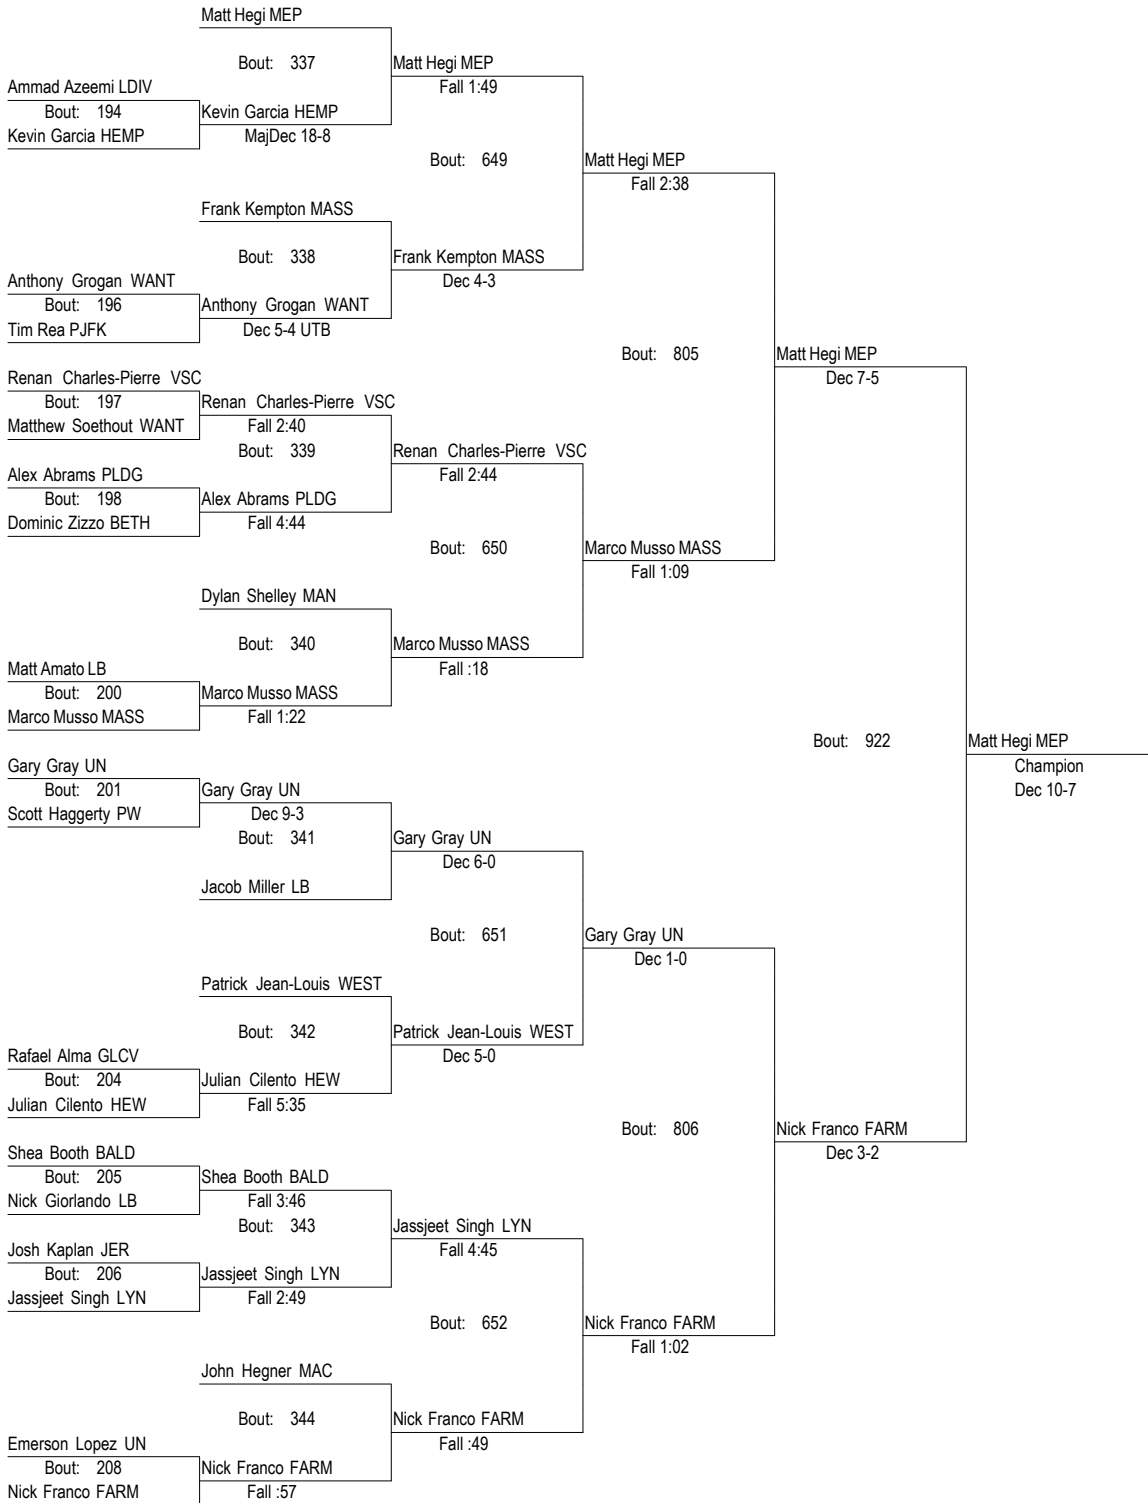 Matt Hegi MEP
Bout: 337
Matt Hegi MEP
Fall 1:49
Ammad Azeemi LDIV
Bout: 194
Kevin Garcia HEMP
Kevin Garcia HEMP
MajDec 18-8
Bout: 649
Matt Hegi MEP
Fall 2:38
Frank Kempton MASS
Bout: 338
Frank Kempton MASS
Dec 4-3
Anthony Grogan WANT
Bout: 196
Anthony Grogan WANT
Tim Rea PJFK
Dec 5-4 UTB
Bout: 805
Matt Hegi MEP
Dec 7-5
Renan Charles-Pierre VSC
Bout: 197
Renan Charles-Pierre VSC
Matthew Soethout WANT
Fall 2:40
Bout: 339
Renan Charles-Pierre VSC
Fall 2:44
Alex Abrams PLDG
Bout: 198
Alex Abrams PLDG
Dominic Zizzo BETH
Fall 4:44
Bout: 650
Marco Musso MASS
Fall 1:09
Dylan Shelley MAN
Bout: 340
Marco Musso MASS
Fall :18
Matt Amato LB
Bout: 200
Marco Musso MASS
Marco Musso MASS
Fall 1:22
Bout: 922
Matt Hegi MEP
Champion
Dec 10-7
Gary Gray UN
Bout: 201
Gary Gray UN
Scott Haggerty PW
Dec 9-3
Bout: 341
Gary Gray UN
Dec 6-0
Jacob Miller LB
Bout: 651
Gary Gray UN
Dec 1-0
Patrick Jean-Louis WEST
Bout: 342
Patrick Jean-Louis WEST
Dec 5-0
Rafael Alma GLCV
Bout: 204
Julian Cilento HEW
Julian Cilento HEW
Fall 5:35
Bout: 806
Nick Franco FARM
Dec 3-2
Shea Booth BALD
Bout: 205
Shea Booth BALD
Nick Giorlando LB
Fall 3:46
Bout: 343
Jassjeet Singh LYN
Fall 4:45
Josh Kaplan JER
Bout: 206
Jassjeet Singh LYN
Jassjeet Singh LYN
Fall 2:49
Bout: 652
Nick Franco FARM
Fall 1:02
John Hegner MAC
Bout: 344
Nick Franco FARM
Fall :49
Emerson Lopez UN
Bout: 208
Nick Franco FARM
Nick Franco FARM
Fall :57